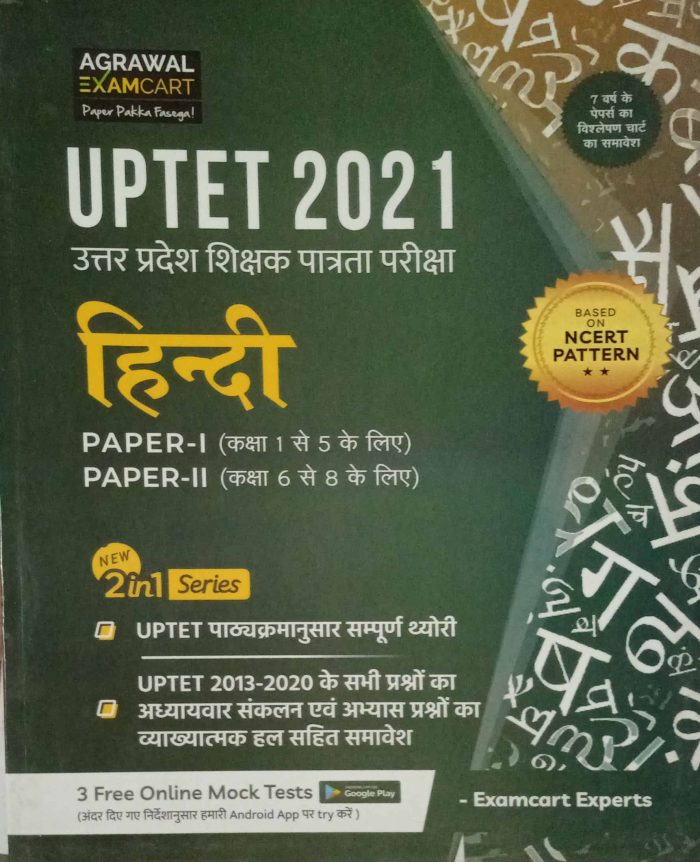 AGRAWAL
EXAMCART
Paper Pakka Fasega!
7 वर्ष के
पेपर्स का
विश्लेषण चार्ट
का समावेश
UPTET 2021
उत्तर प्रदेश शिक्षक पात्रता परीक्षा
BASED
ON
NCERT
PATTERN
हिन्दी
PAPER-I (कक्षा 1 से 5 के लिए)
PAPER-II (कक्षा 6 से 8 के लिए)
NEW
2in1 Series
UPTET पाठ्यक्रमानुसार सम्पूर्ण थ्योरी
UPTET 2013-2020 के सभी प्रश्नों का
अध्यायवार संकलन एवं अभ्यास प्रश्नों का
व्याख्यात्मक हल सहित समावेश
3 Free Online Mock Tests Google Play
(अंदर दिए गए निर्देशानुसार हमारी Android App पर try करें )
- Examcart Experts